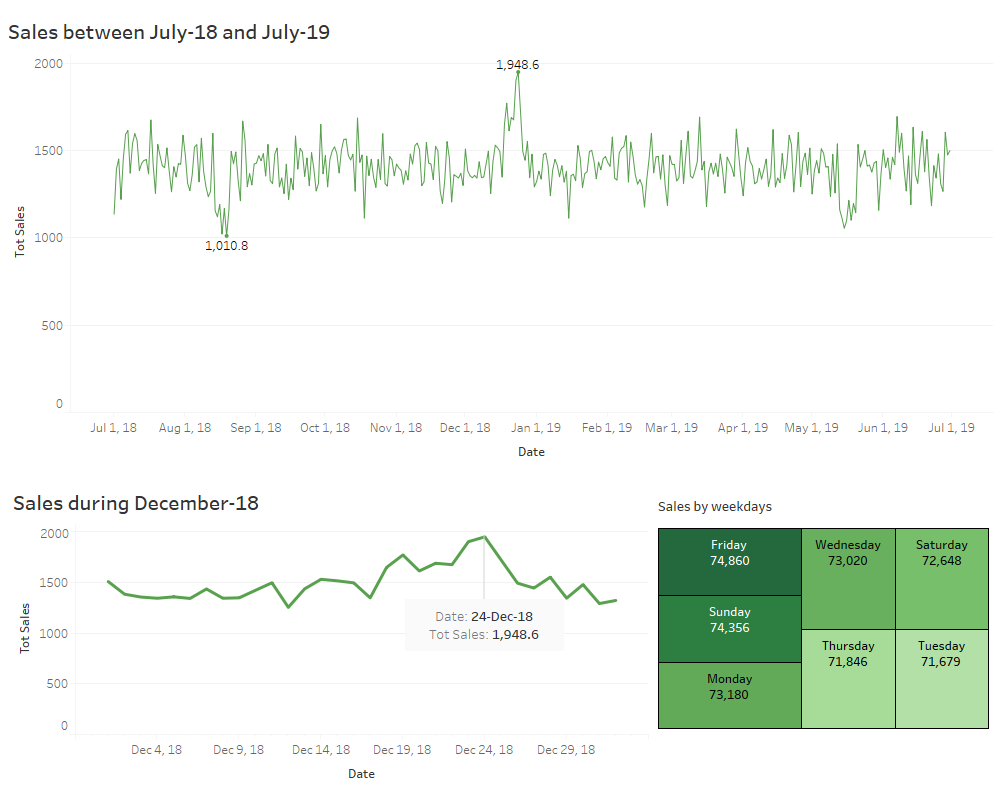 Sales between July-18 and July-19
2000
1,948.6
1500
1000
1,010.8
500
0
Tot Sales
Jul 1, 18 Aug 1, 18 Sep 1, 18 Oct 1, 18 Nov 1, 18 Dec 1, 18 Jan 1, 19 Feb 1, 19 Mar 1, 19 Apr 1, 19 May 1, 19 Jun 1, 19 Jul 1, 19
Date
Sales during December-18
2000
1500
1000
500
0
Tot Sales
Date: 24-Dec-18
Tot Sales: 1,948.6
Dec 4, 18 Dec 9, 18 Dec 14, 18 Dec 19, 18 Dec 24, 18 Dec 29, 18
Date
Sales by weekdays
Friday
74,860
Sunday
74,356
Monday
73,180
Wednesday
73,020
Saturday
72,648
Thursday
71,846
Tuesday
71,679